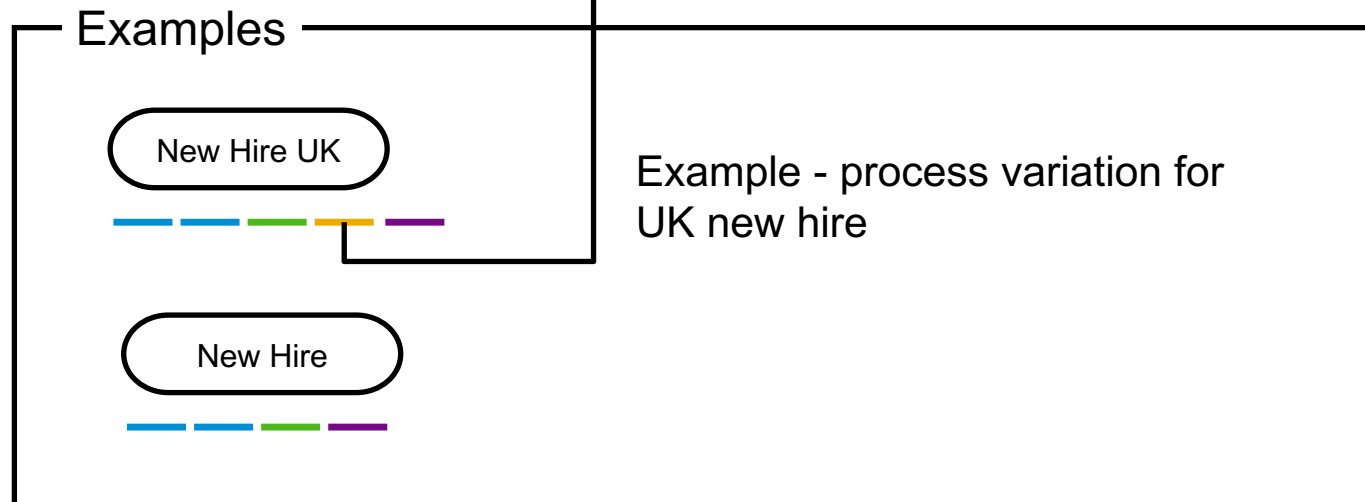 Examples
New Hire UK
Example - process variation for
UK new hire
New Hire